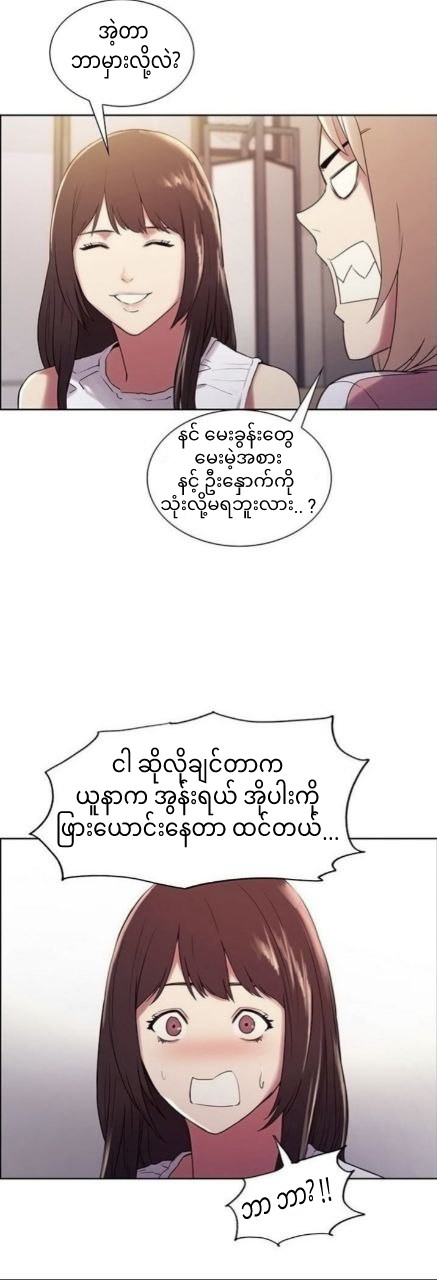 အဲ့တာ
ဘာမှားလို့လဲ?
နင် မေးခွန်းတွေ
မေးမဲ့အစား
နင့် ဦးနှောက်ကို
သုံးလို့မရဘူးလား.. ?
ငါ ဆိုလိုချင်တာက
ယူနာက အွန်းရယ် အိုပါးကို
ဖြားယောင်းနေတာ ထင်တယ်...
ဘာ ဘာ? !!